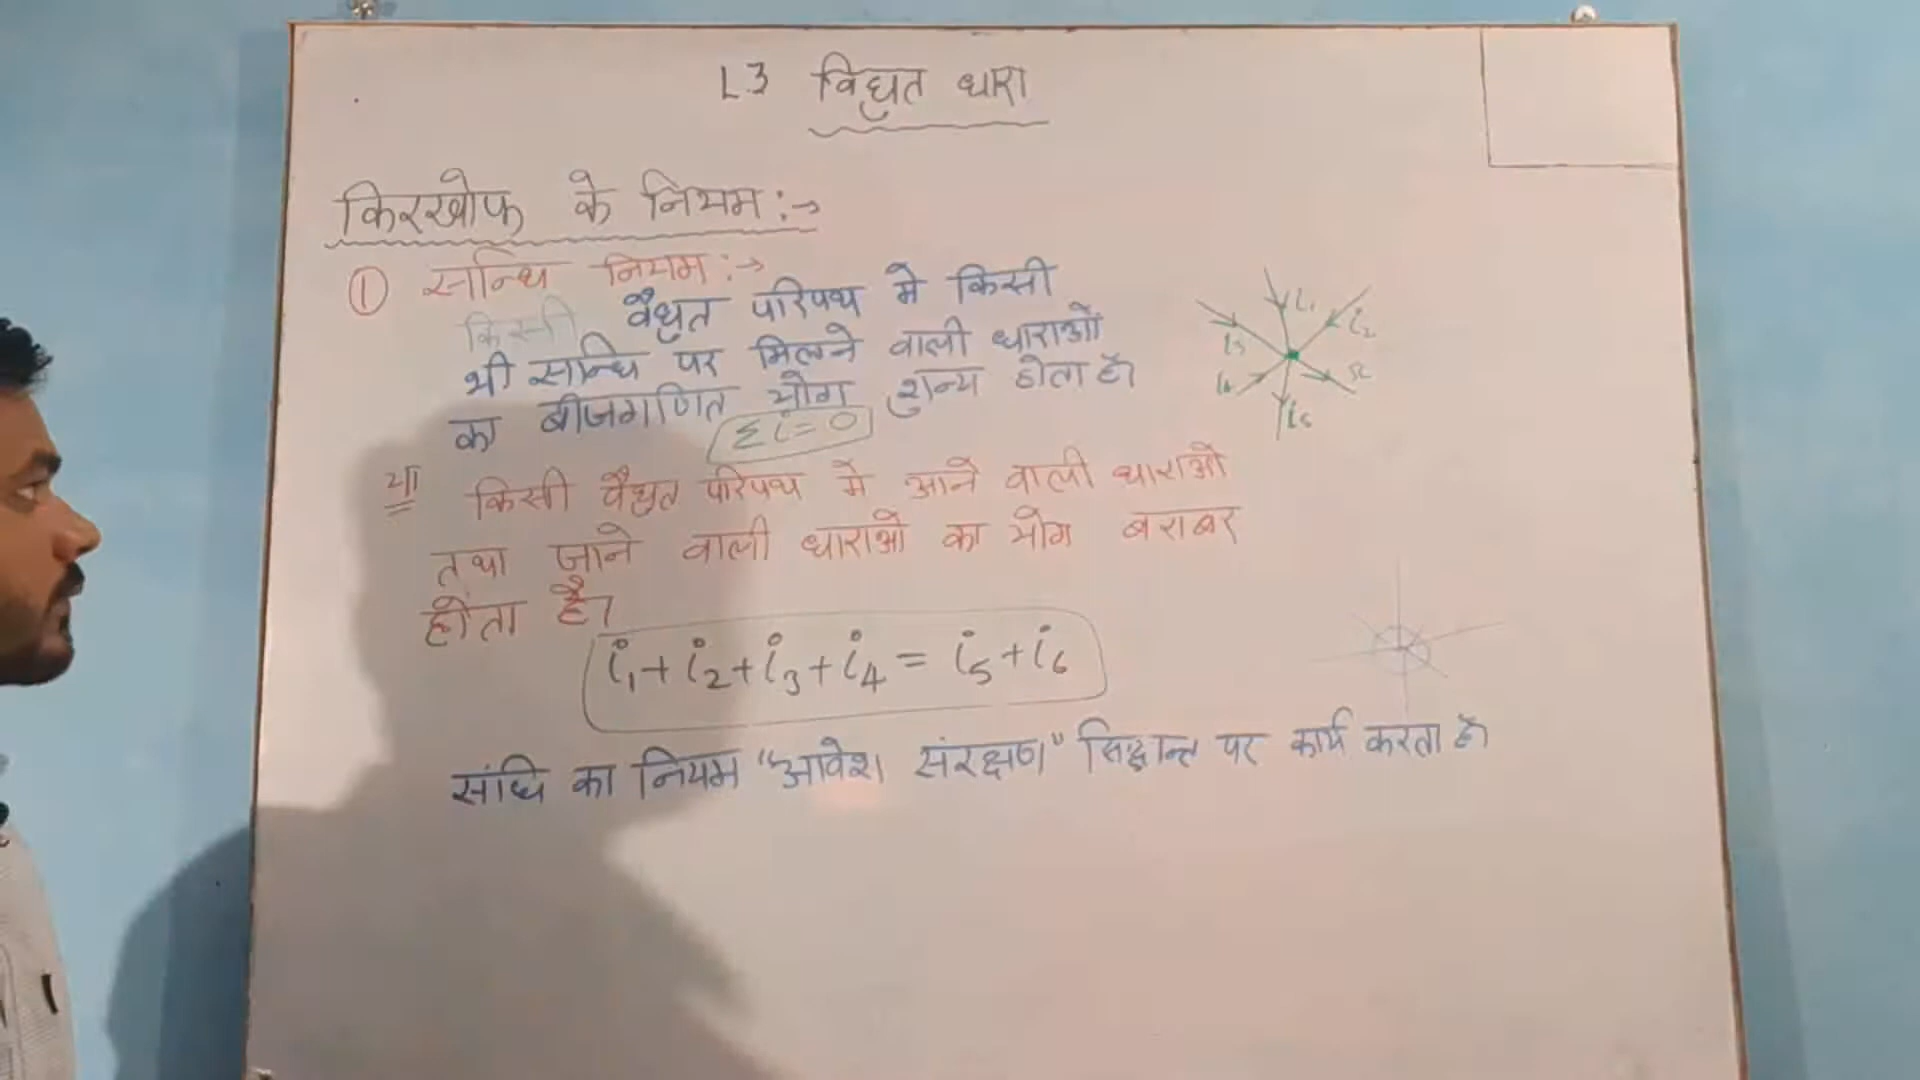 L.3 विद्युत धारा
किरखोफ के नियम :→
① सन्धि नियम :→
किसी वैद्युत परिपथ मे किसी
भी सन्धि पर मिलने वाली धाराओं
का बीजगणित योग शुन्य होता है।
Σi=0
या किसी वैद्युत परिपथ में आने वाली धाराओं
तथा जाने वाली धाराओं का योग बराबर
होता है।
i₁+i₂+i₃+i₄ = i₅+i₆
संधि का नियम "आवेश संरक्षण" सिद्धान्त पर कार्य करता है।
i₁
i₂
i₃
i₄
i₅